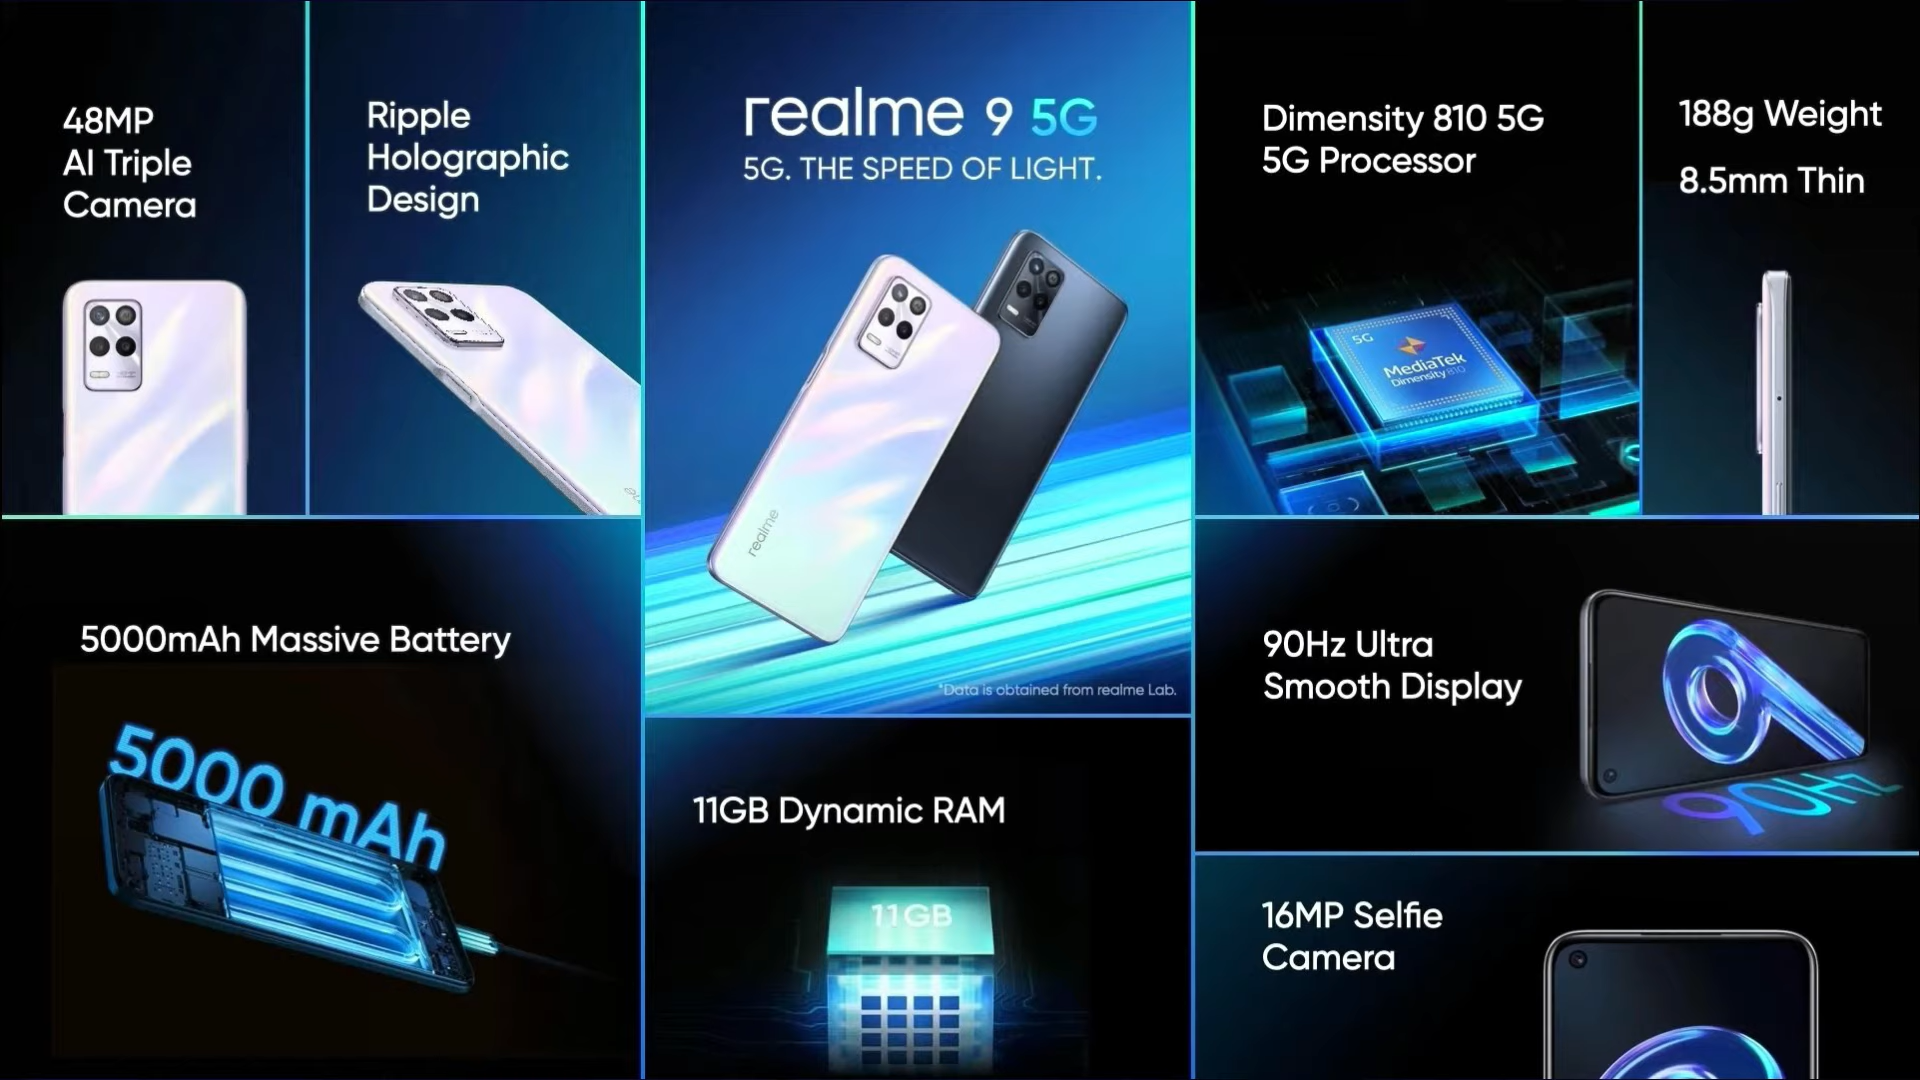 48MP
AI Triple
Camera
Ripple
Holographic
Design
realme 9 5G
5G. THE SPEED OF LIGHT.
realme
*Data is obtained from realme Lab.
Dimensity 810 5G
5G Processor
5G
MediaTek
Dimensity 810
188g Weight
8.5mm Thin
5000mAh Massive Battery
5000 mAh
11GB Dynamic RAM
11GB
90Hz Ultra
Smooth Display
9
90Hz
16MP Selfie
Camera